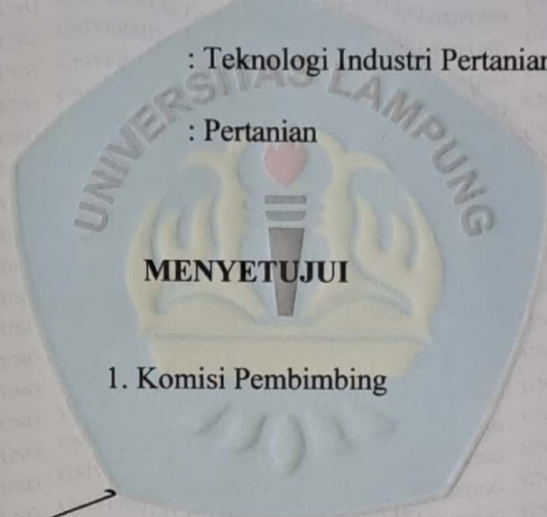 : Teknologi Industri Pertanian
: Pertanian
UNIVERSITAS LAMPUNG
MENYETUJUI
1. Komisi Pembimbing